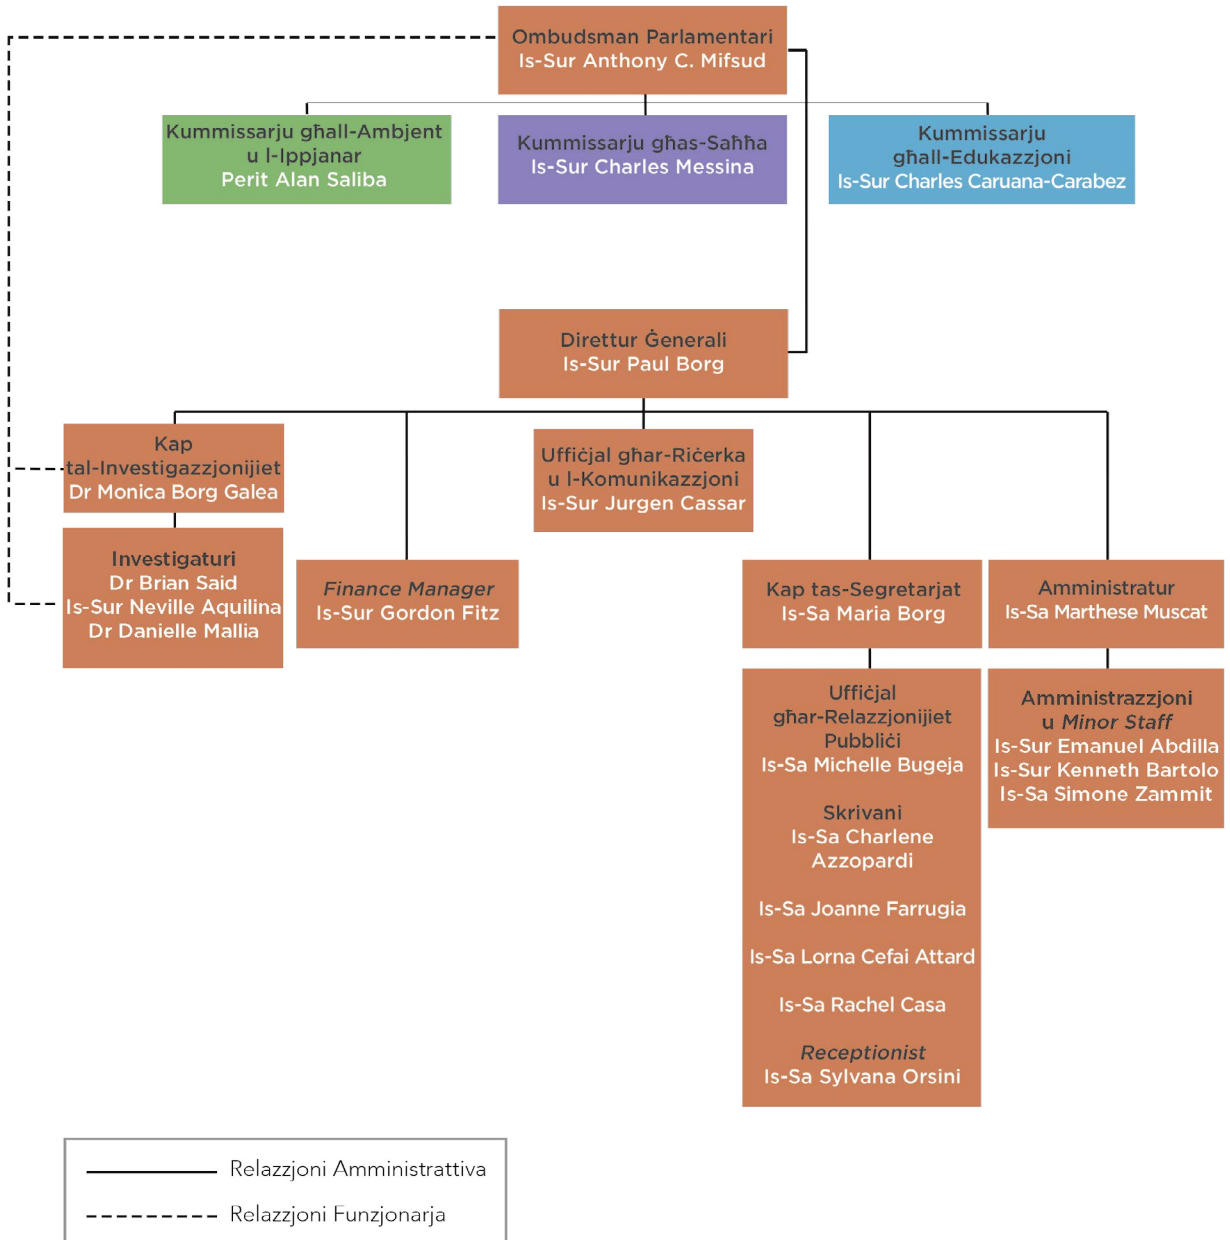 Ombudsman Parlamentari
Is-Sur Anthony C. Mifsud
Kummissarju għall-Ambjent
u l-Ippjanar
Perit Alan Saliba
Kummissarju għas-Saħħa
Is-Sur Charles Messina
Kummissarju
għall-Edukazzjoni
Is-Sur Charles Caruana-Carabez
Direttur Ġenerali
Is-Sur Paul Borg
Kap
tal-Investigazzjonijiet
Dr Monica Borg Galea
Uffiċjal għar-Riċerka
u l-Komunikazzjoni
Is-Sur Jurgen Cassar
Investigaturi
Dr Brian Said
Is-Sur Neville Aquilina
Dr Danielle Mallia
Finance Manager
Is-Sur Gordon Fitz
Kap tas-Segretarjat
Is-Sa Maria Borg
Amministratur
Is-Sa Marthese Muscat
Uffiċjal
għar-Relazzjonijiet
Pubbliċi
Is-Sa Michelle Bugeja
Skrivani
Is-Sa Charlene
Azzopardi
Is-Sa Joanne Farrugia
Is-Sa Lorna Cefai Attard
Is-Sa Rachel Casa
Receptionist
Is-Sa Sylvana Orsini
Amministrazzjoni
u Minor Staff
Is-Sur Emanuel Abdilla
Is-Sur Kenneth Bartolo
Is-Sa Simone Zammit
Relazzjoni Amministrattiva
Relazzjoni Funzjonarja